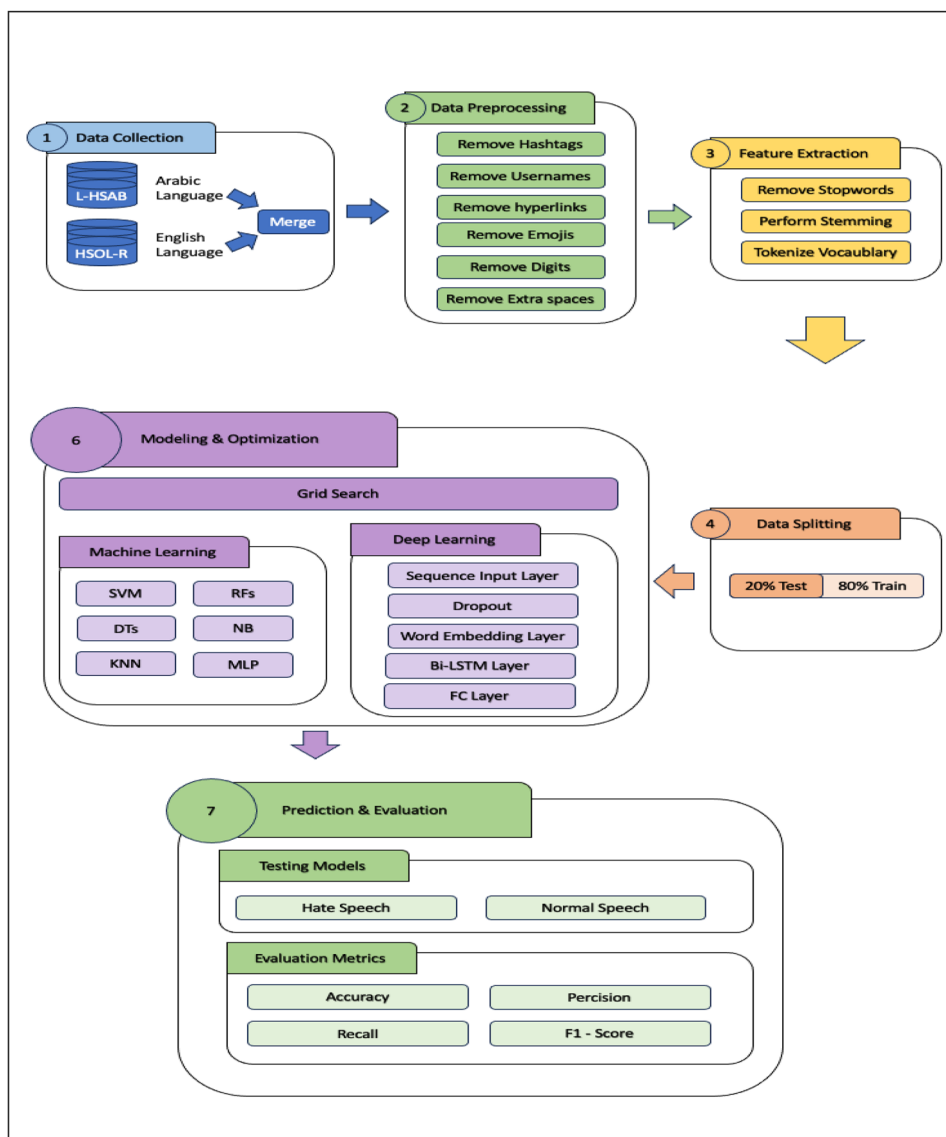 1
Data Collection
L-HSAB
Arabic
Language
HSOL-R
English
Language
Merge
2
Data Preprocessing
Remove Hashtags
Remove Usernames
Remove hyperlinks
Remove Emojis
Remove Digits
Remove Extra spaces
3
Feature Extraction
Remove Stopwords
Perform Stemming
Tokenize Vocaublary
4
Data Splitting
20% Test
80% Train
6
Modeling & Optimization
Grid Search
Machine Learning
SVM
RFs
DTs
NB
KNN
MLP
Deep Learning
Sequence Input Layer
Dropout
Word Embedding Layer
Bi-LSTM Layer
FC Layer
7
Prediction & Evaluation
Testing Models
Hate Speech
Normal Speech
Evaluation Metrics
Accuracy
Percision
Recall
F1 - Score